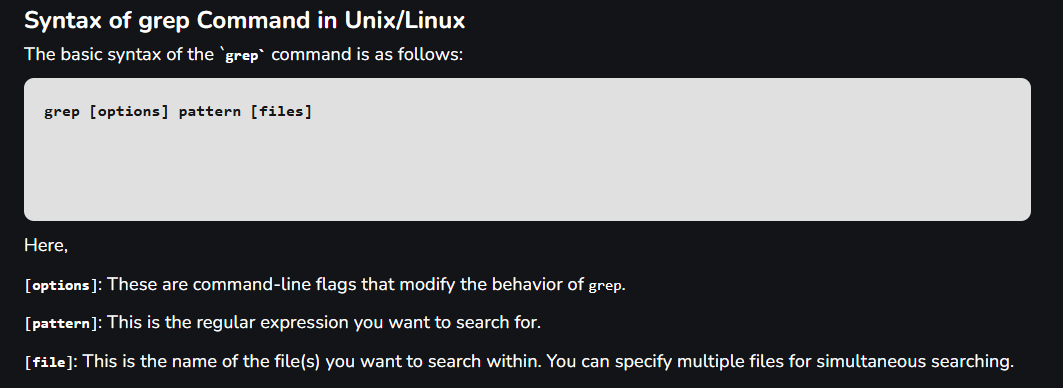 Syntax of grep Command in Unix/Linux
The basic syntax of the `grep` command is as follows:
grep [options] pattern [files]
Here,
[options]: These are command-line flags that modify the behavior of grep.
[pattern]: This is the regular expression you want to search for.
[file]: This is the name of the file(s) you want to search within. You can specify multiple files for simultaneous searching.